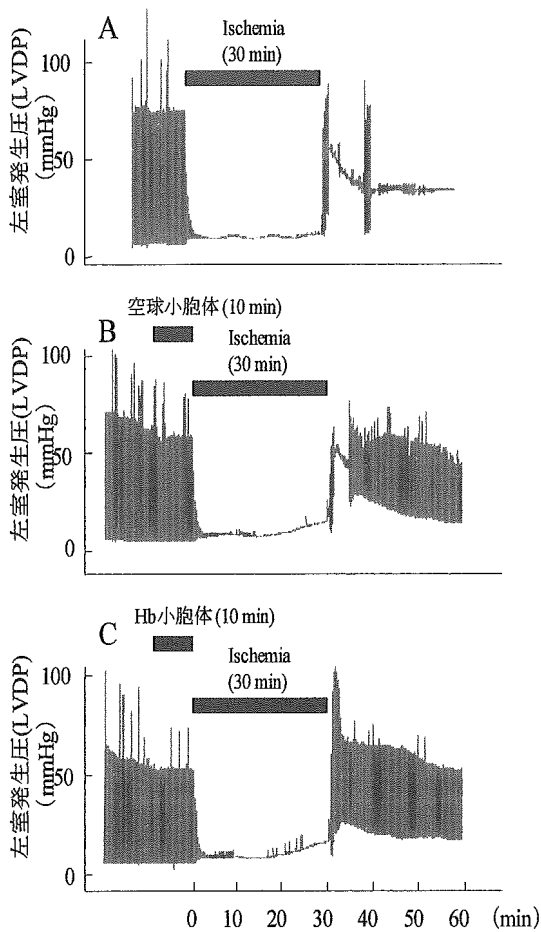 A
Ischemia
(30 min)
左室発生圧(LVDP)
(mmHg)
100
50
0
空球小胞体 (10 min)
B
Ischemia
(30 min)
左室発生圧(LVDP)
(mmHg)
100
50
0
Hb小胞体 (10 min)
C
Ischemia
(30 min)
左室発生圧(LVDP)
(mmHg)
100
50
0
0 10 20 30 40 50 60 (min)